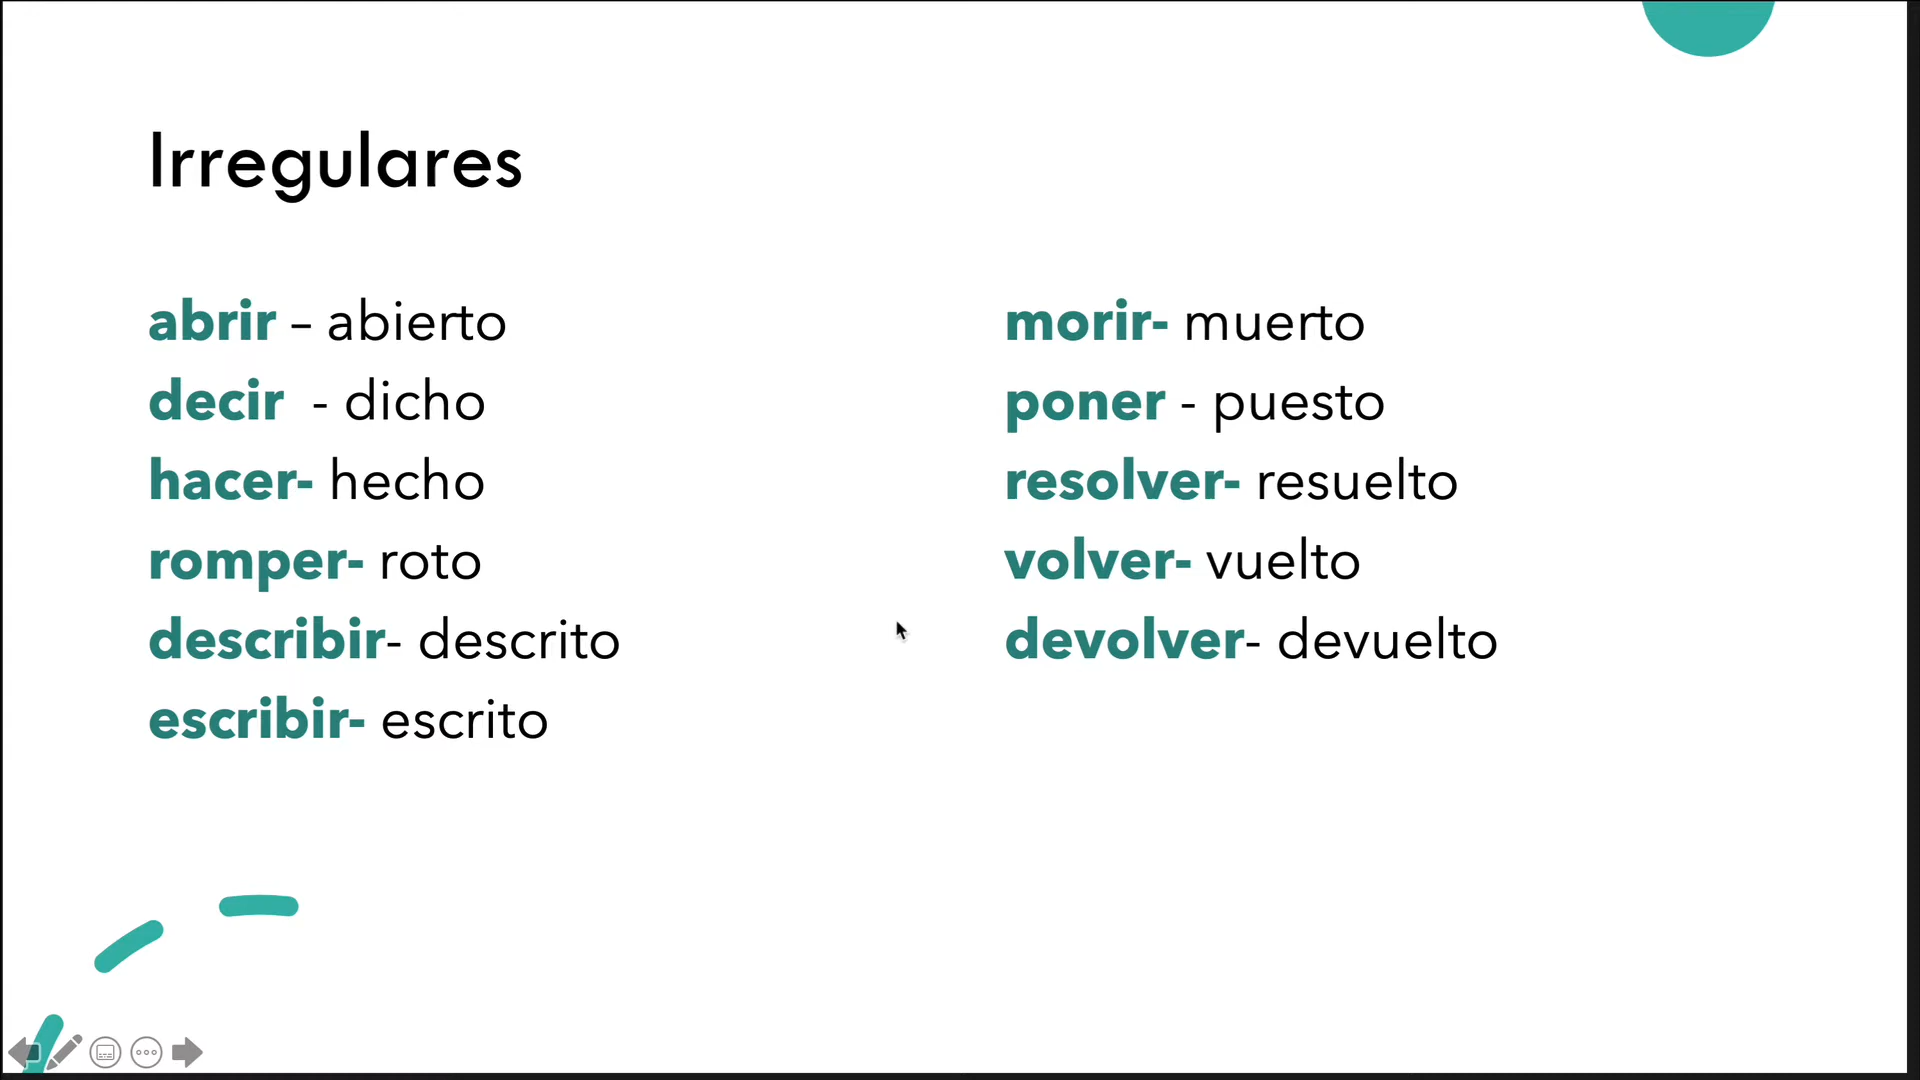 Irregulares
abrir – abierto
decir  - dicho
hacer- hecho
romper- roto
describir- descrito
escribir- escrito
morir- muerto
poner - puesto
resolver- resuelto
volver- vuelto
devolver- devuelto